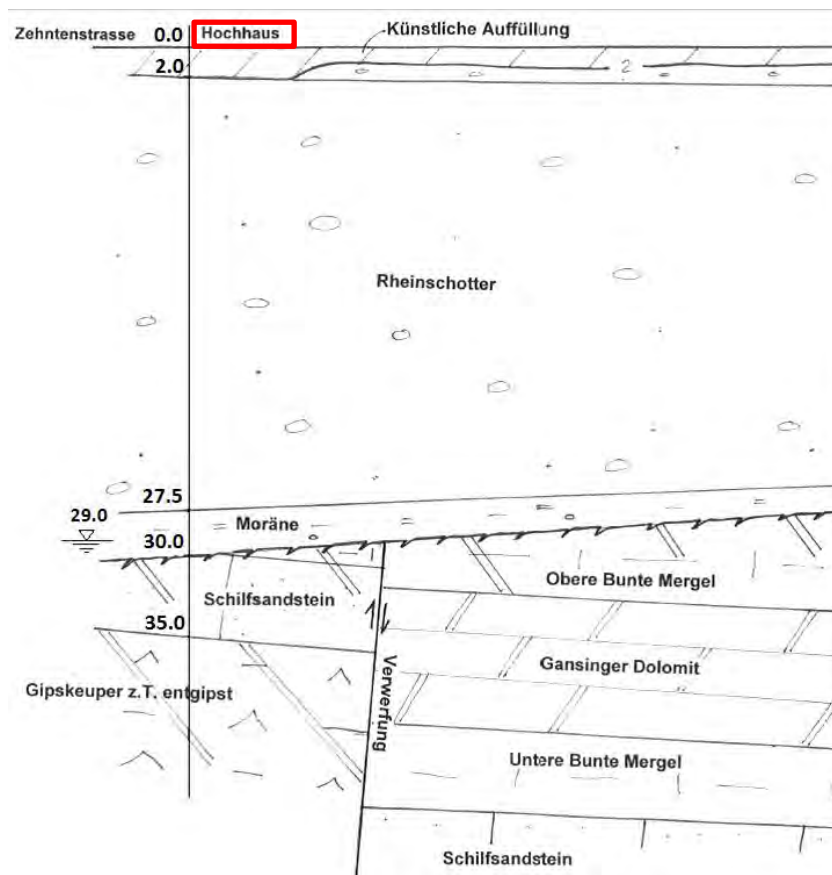 Zehntenstrasse 0.0 Hochhaus
Künstliche Auffüllung
2.0
2
Rheinschotter
27.5
29.0
Moräne
30.0
Obere Bunte Mergel
Schilfsandstein
35.0
Gansinger Dolomit
Verwerfung
Gipskeuper z.T. entgipst
Untere Bunte Mergel
Schilfsandstein